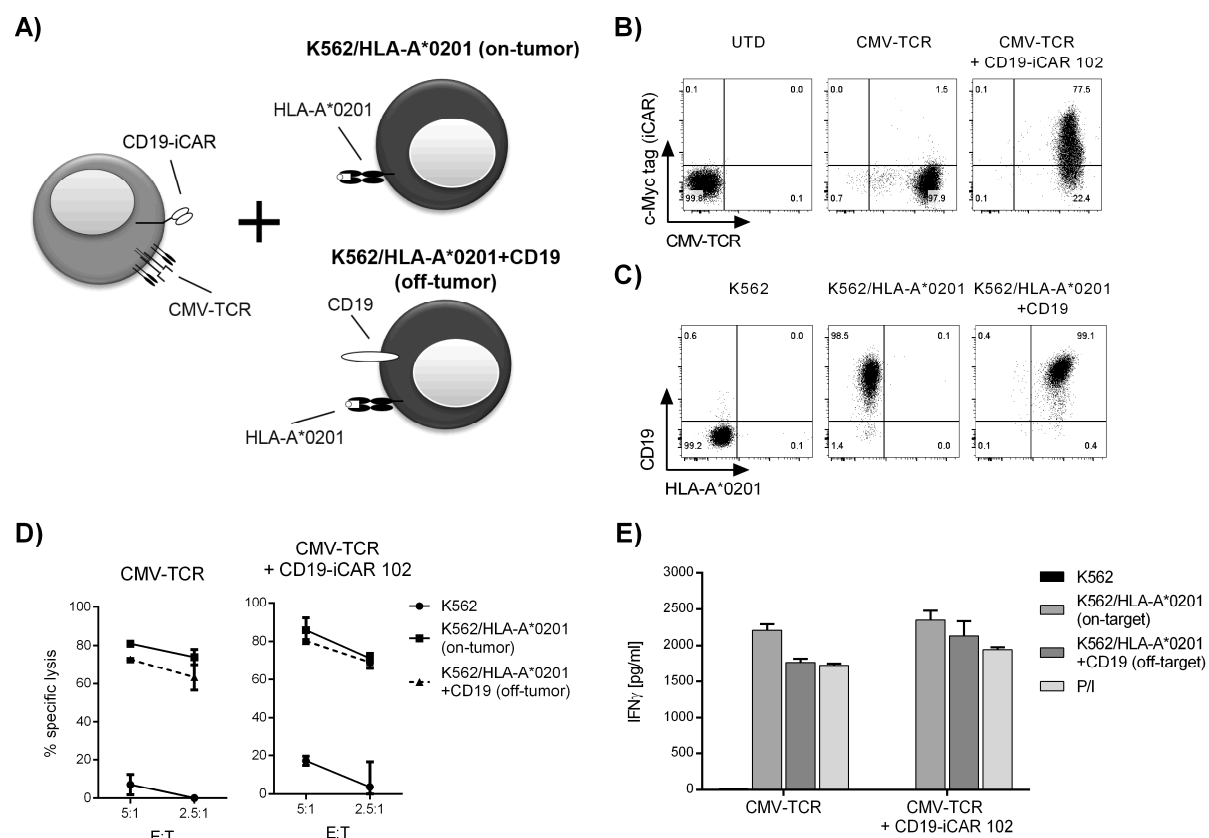 A)
K562/HLA-A*0201 (on-tumor)
HLA-A*0201
CD19-iCAR
K562/HLA-A*0201+CD19
(off-tumor)
CD19
CMV-TCR
HLA-A*0201
B)
UTD
CMV-TCR
CMV-TCR
+ CD19-iCAR 102
0.1
0.0
0.0
1.5
0.1
77.5
99.8
0.1
0.7
97.9
0.1
22.4
c-Myc tag (iCAR)
CMV-TCR
C)
K562
K562/HLA-A*0201
K562/HLA-A*0201
+CD19
0.6
0.0
98.5
0.1
0.4
99.1
99.2
0.1
1.4
0.0
0.1
0.4
CD19
HLA-A*0201
D)
CMV-TCR
CMV-TCR
+ CD19-iCAR 102
% specific lysis
100
80
60
40
20
0
5:1
2.5:1
E:T
100
80
60
40
20
0
5:1
2.5:1
E:T
K562
K562/HLA-A*0201
(on-tumor)
K562/HLA-A*0201
+CD19 (off-tumor)
E)
IFNγ [pg/ml]
3000
2500
2000
1500
1000
500
0
CMV-TCR
CMV-TCR
+ CD19-iCAR 102
K562
K562/HLA-A*0201
(on-target)
K562/HLA-A*0201
+CD19 (off-target)
P/I